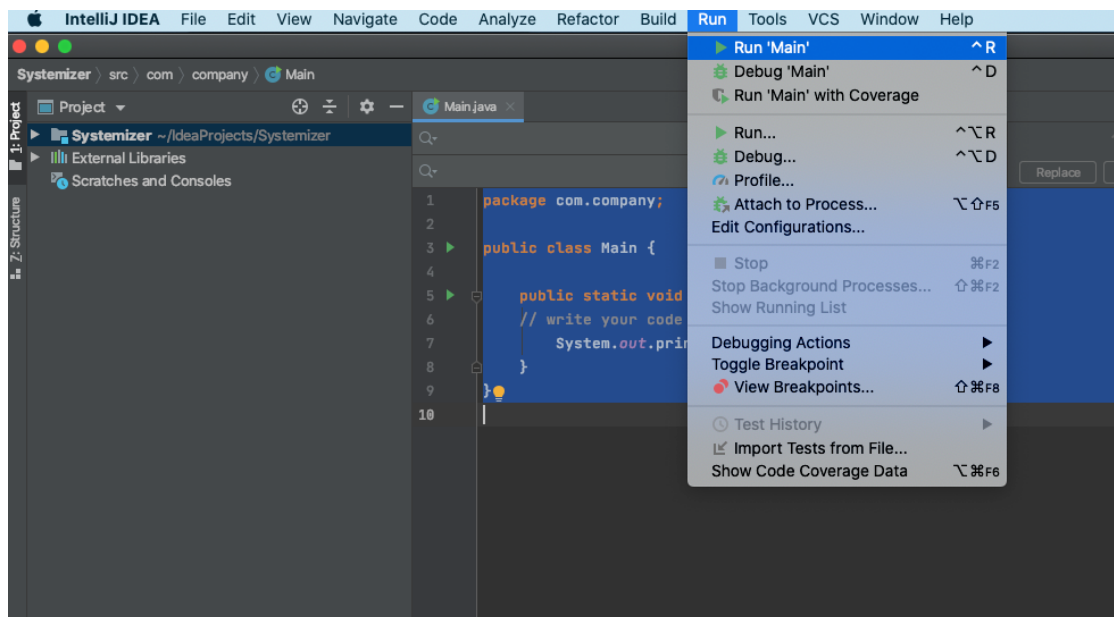 IntelliJ IDEA File Edit View Navigate Code Analyze Refactor Build Run Tools VCS Window Help
Systemizer 〉 src 〉 com 〉 company 〉 Main
1: Project
Z: Structure
Project
Systemizer ~/IdeaProjects/Systemizer
External Libraries
Scratches and Consoles
Main.java ×
Replace
1 package com.company;
2
3 public class Main {
4
5 public static void
6 // write your code
7 System.out.prin
8 }
9 }
10
Run 'Main' ⌃R
Debug 'Main' ⌃D
Run 'Main' with Coverage
Run... ⌃⌥R
Debug... ⌃⌥D
Profile...
Attach to Process... ⌥⇧F5
Edit Configurations...
Stop ⌘F2
Stop Background Processes... ⇧⌘F2
Show Running List
Debugging Actions
Toggle Breakpoint
View Breakpoints... ⇧⌘F8
Test History
Import Tests from File...
Show Code Coverage Data ⌥⌘F6